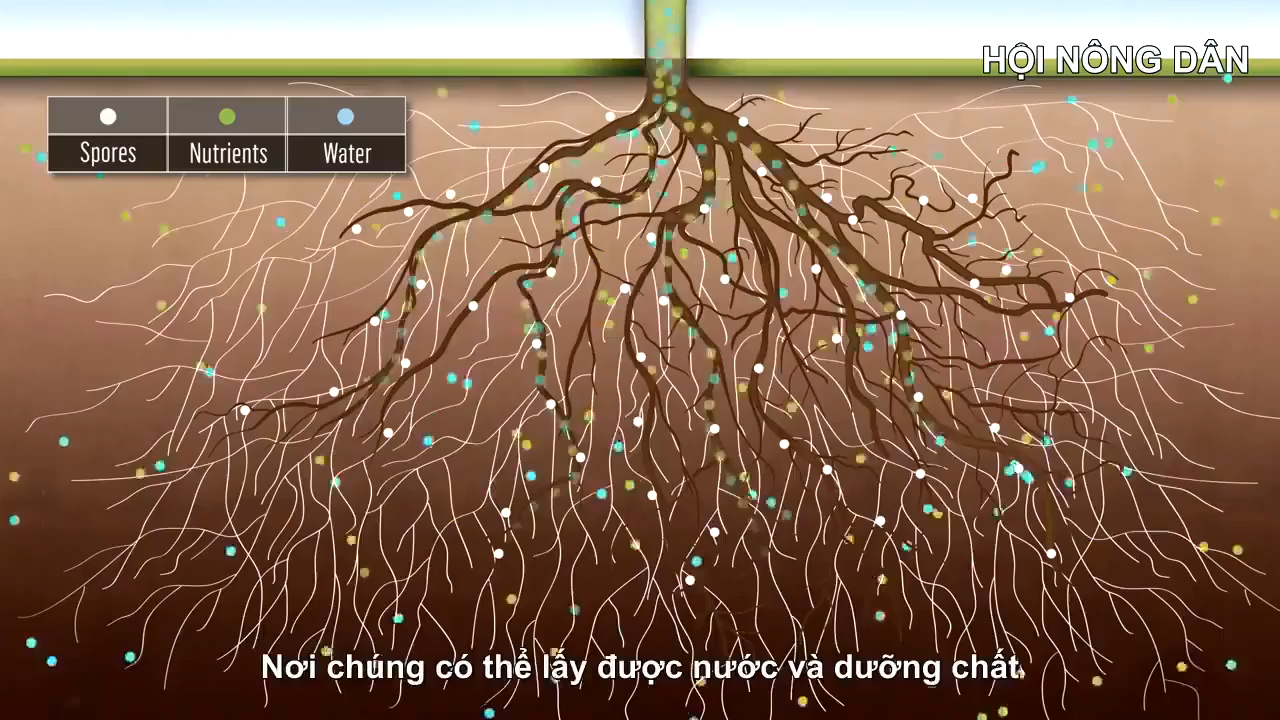 HỘI NÔNG DÂN
Spores Nutrients Water
Nơi chúng có thể lấy được nước và dưỡng chất